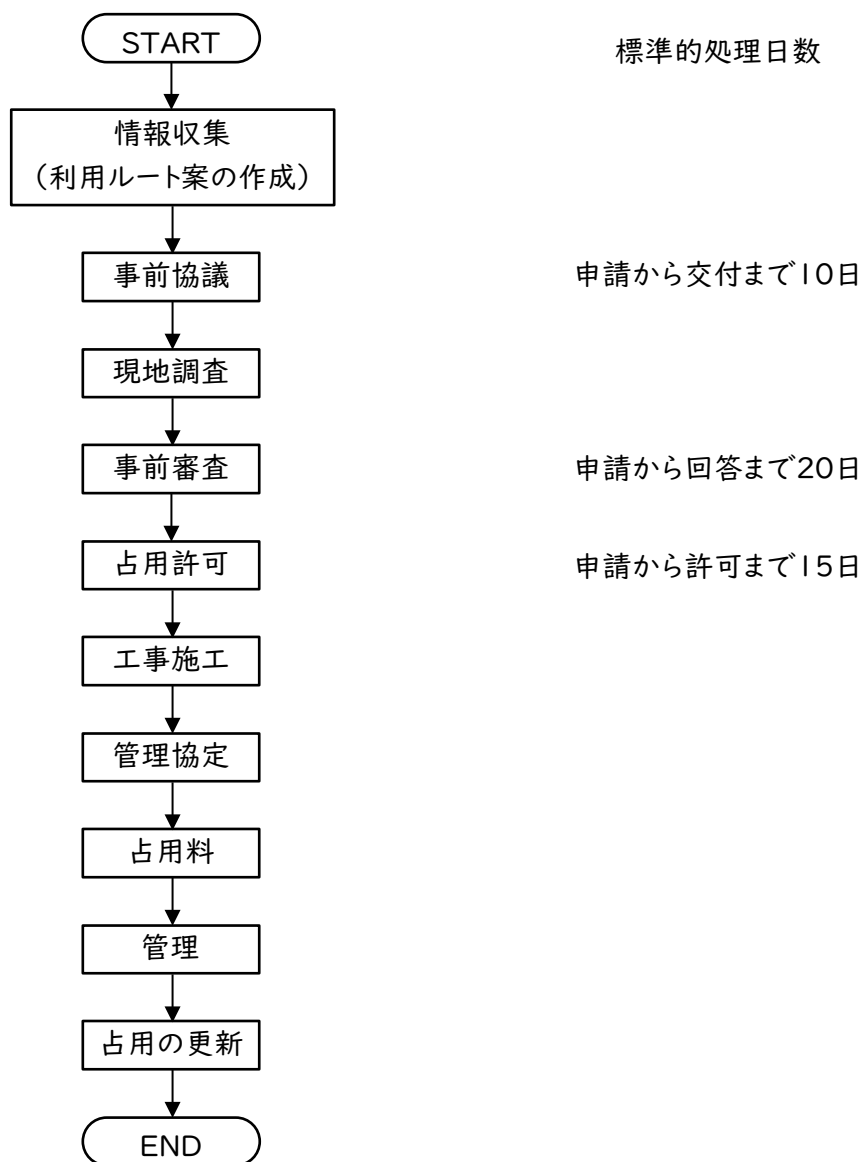 START
標準的処理日数
情報収集
（利用ルート案の作成）
事前協議
申請から交付まで10日
現地調査
事前審査
申請から回答まで20日
占用許可
申請から許可まで15日
工事施工
管理協定
占用料
管理
占用の更新
END